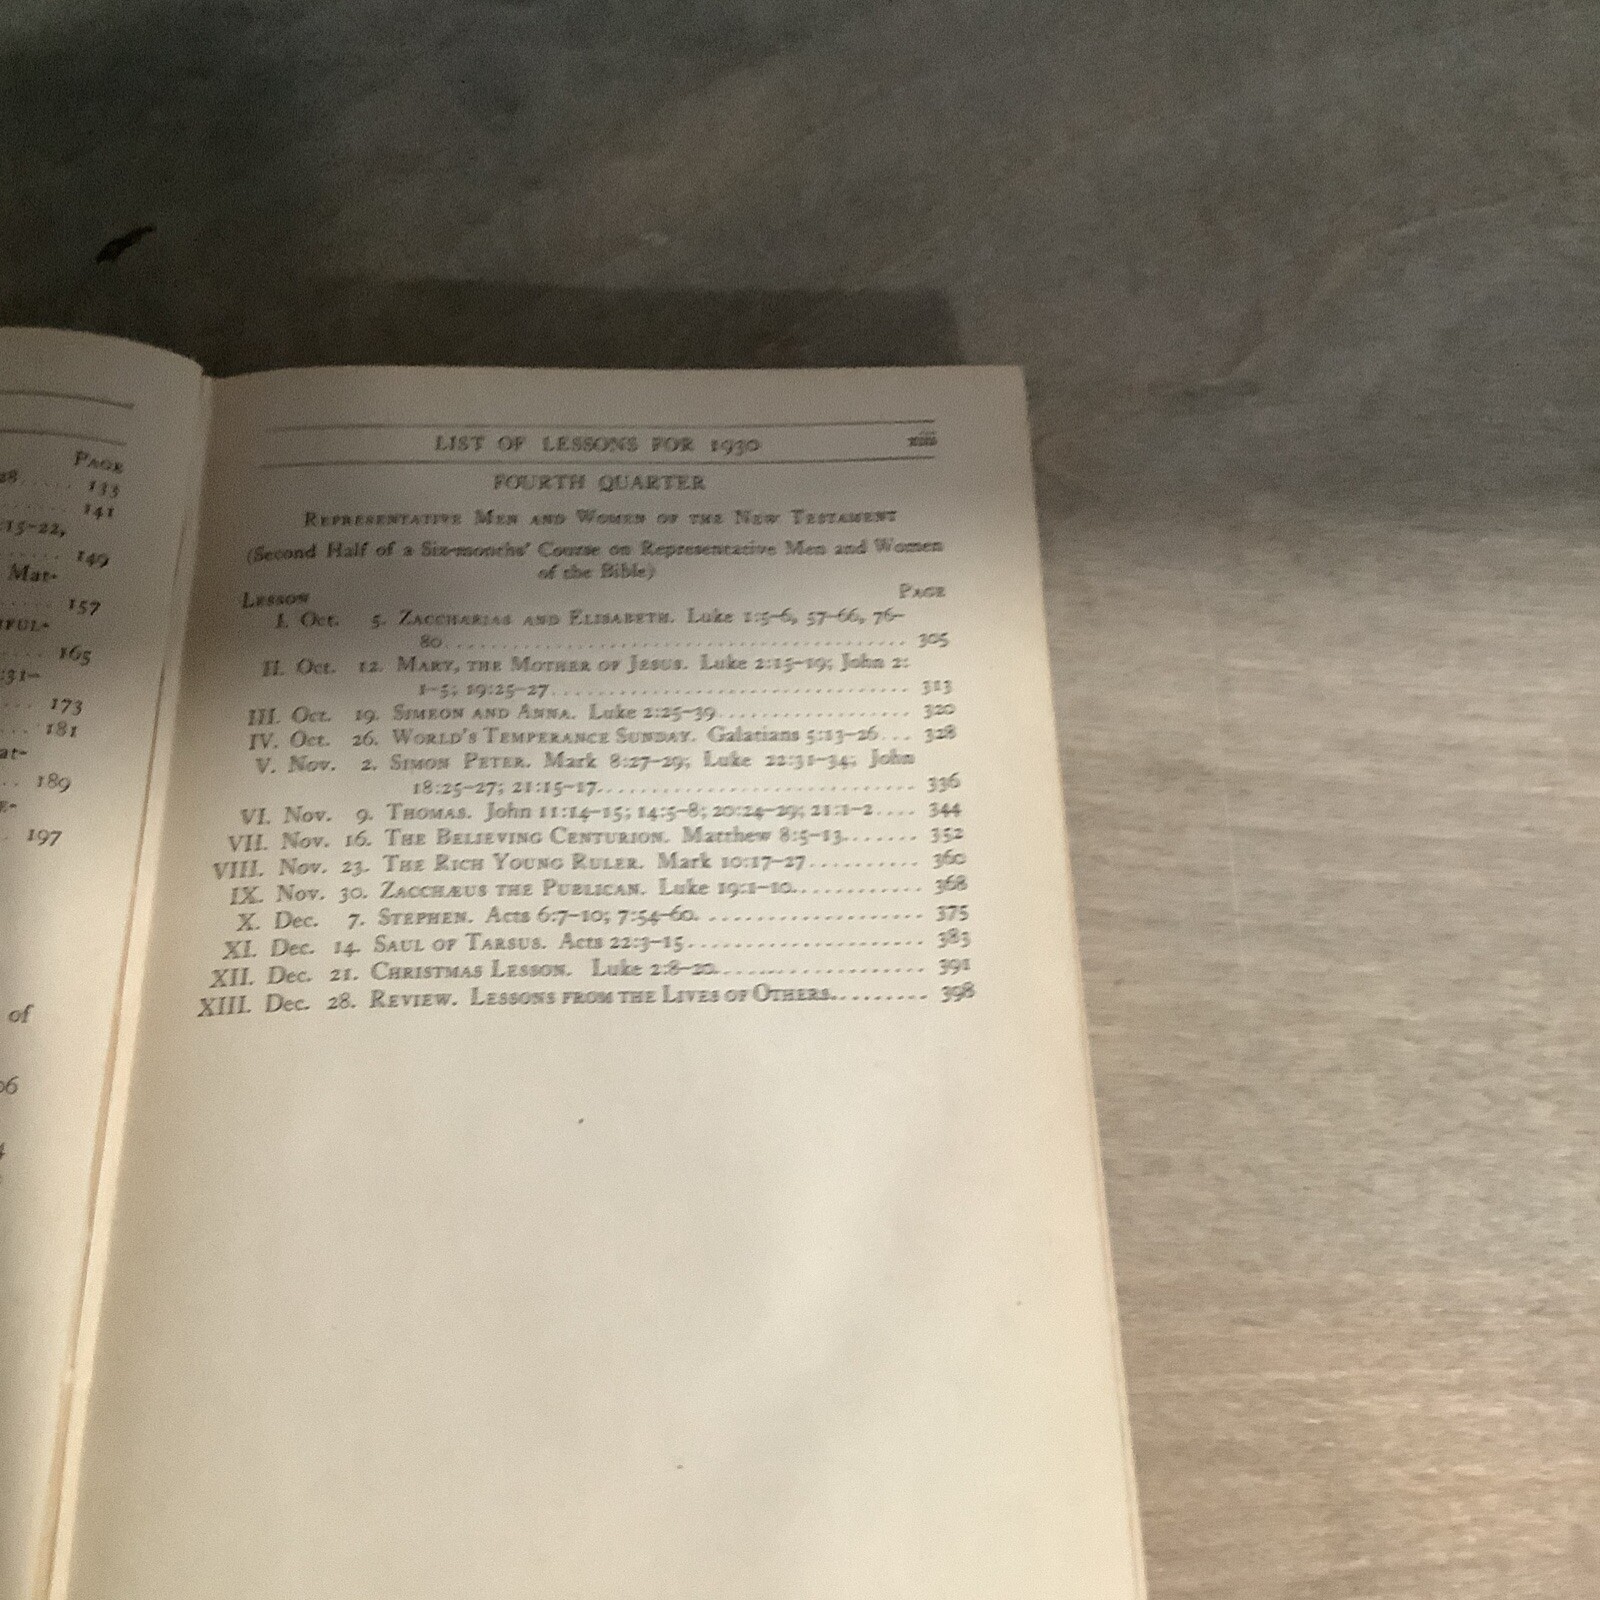 PAGE
28 ..... 133
..... 141
:15–22,
.... 149
Mat-
..... 157
IFUL-
.... 165
:31–
... 173
... 181
at-
.. 189
E-
. 197
of
06
4
LIST OF LESSONS FOR 1930
FOURTH QUARTER
REPRESENTATIVE MEN AND WOMEN OF THE NEW TESTAMENT
(Second Half of a Six-months' Course on Representative Men and Women
of the Bible)
LESSON PAGE
I. Oct. 5. ZACCHARIAS AND ELISABETH. Luke 1:5–6, 57–66, 76–
80.................................. 305
II. Oct. 12. MARY, THE MOTHER OF JESUS. Luke 2:15–19; John 2:
1–5; 19:25–27.............................. 313
III. Oct. 19. SIMEON AND ANNA. Luke 2:25–39................ 320
IV. Oct. 26. WORLD'S TEMPERANCE SUNDAY. Galatians 5:13–26... 328
V. Nov. 2. SIMON PETER. Mark 8:27–29; Luke 22:31–34; John
18:25–27; 21:15–17.......................... 336
VI. Nov. 9. THOMAS. John 11:14–15; 14:5–8; 20:24–29; 21:1–2.... 344
VII. Nov. 16. THE BELIEVING CENTURION. Matthew 8:5–13....... 352
VIII. Nov. 23. THE RICH YOUNG RULER. Mark 10:17–27.......... 360
IX. Nov. 30. ZACCHÆUS THE PUBLICAN. Luke 19:1–10............ 368
X. Dec. 7. STEPHEN. Acts 6:7–10; 7:54–60. ................... 375
XI. Dec. 14. SAUL OF TARSUS. Acts 22:3–15.................... 383
XII. Dec. 21. CHRISTMAS LESSON. Luke 2:8–20.................. 391
XIII. Dec. 28. REVIEW. LESSONS FROM THE LIVES OF OTHERS.......... 398